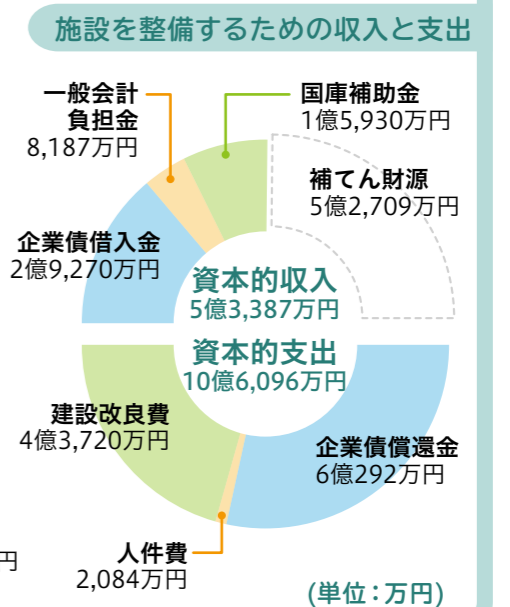 施設を整備するための収入と支出
一般会計
負担金
8,187万円
国庫補助金
1億5,930万円
補てん財源
5億2,709万円
企業債借入金
2億9,270万円
資本的収入
5億3,387万円
資本的支出
10億6,096万円
建設改良費
4億3,720万円
企業債償還金
6億292万円
人件費
2,084万円
円
(単位：万円)